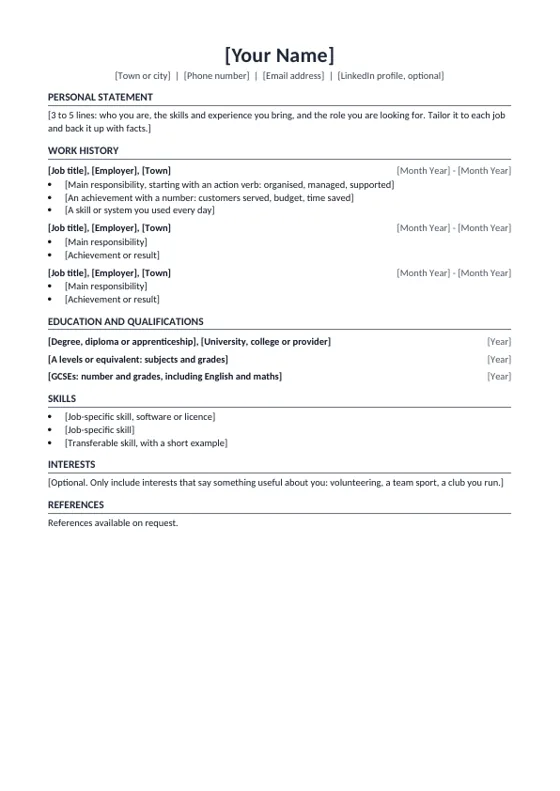 [Your Name]
[Town or city] | [Phone number] | [Email address] | [LinkedIn profile, optional]
PERSONAL STATEMENT
[3 to 5 lines: who you are, the skills and experience you bring, and the role you are looking for. Tailor it to each job
and back it up with facts.]
WORK HISTORY
[Job title], [Employer], [Town] [Month Year] - [Month Year]
• [Main responsibility, starting with an action verb: organised, managed, supported]
• [An achievement with a number: customers served, budget, time saved]
• [A skill or system you used every day]
[Job title], [Employer], [Town] [Month Year] - [Month Year]
• [Main responsibility]
• [Achievement or result]
[Job title], [Employer], [Town] [Month Year] - [Month Year]
• [Main responsibility]
• [Achievement or result]
EDUCATION AND QUALIFICATIONS
[Degree, diploma or apprenticeship], [University, college or provider] [Year]
[A levels or equivalent: subjects and grades] [Year]
[GCSEs: number and grades, including English and maths] [Year]
SKILLS
• [Job-specific skill, software or licence]
• [Job-specific skill]
• [Transferable skill, with a short example]
INTERESTS
[Optional. Only include interests that say something useful about you: volunteering, a team sport, a club you run.]
REFERENCES
References available on request.